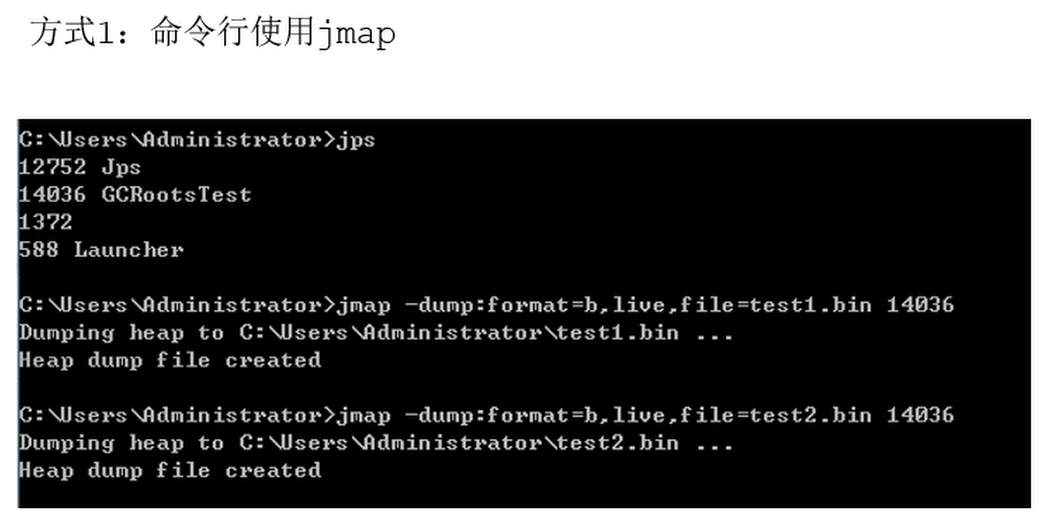 方式1：命令行使用jmap
C:\Users\Administrator>jps
12752 Jps
14036 GCRootsTest
1372
588 Launcher
C:\Users\Administrator>jmap -dump:format=b,live,file=test1.bin 14036
Dumping heap to C:\Users\Administrator\test1.bin ...
Heap dump file created
C:\Users\Administrator>jmap -dump:format=b,live,file=test2.bin 14036
Dumping heap to C:\Users\Administrator\test2.bin ...
Heap dump file created